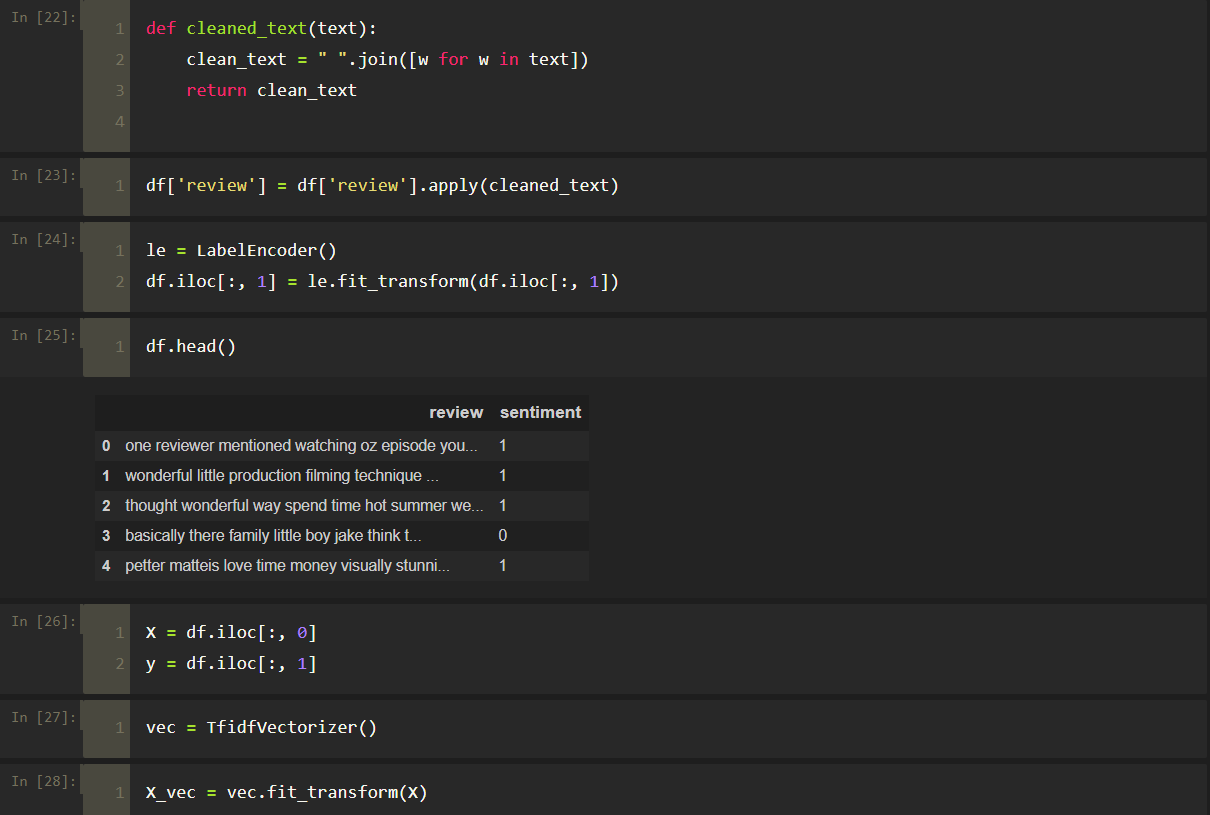 In [22]:
1 def cleaned_text(text):
2     clean_text = " ".join([w for w in text])
3     return clean_text
4
In [23]:
1 df['review'] = df['review'].apply(cleaned_text)
In [24]:
1 le = LabelEncoder()
2 df.iloc[:, 1] = le.fit_transform(df.iloc[:, 1])
In [25]:
1 df.head()
review sentiment
0 one reviewer mentioned watching oz episode you... 1
1 wonderful little production filming technique ... 1
2 thought wonderful way spend time hot summer we... 1
3 basically there family little boy jake think t... 0
4 petter matteis love time money visually stunni... 1
In [26]:
1 X = df.iloc[:, 0]
2 y = df.iloc[:, 1]
In [27]:
1 vec = TfidfVectorizer()
In [28]:
1 X_vec = vec.fit_transform(X)